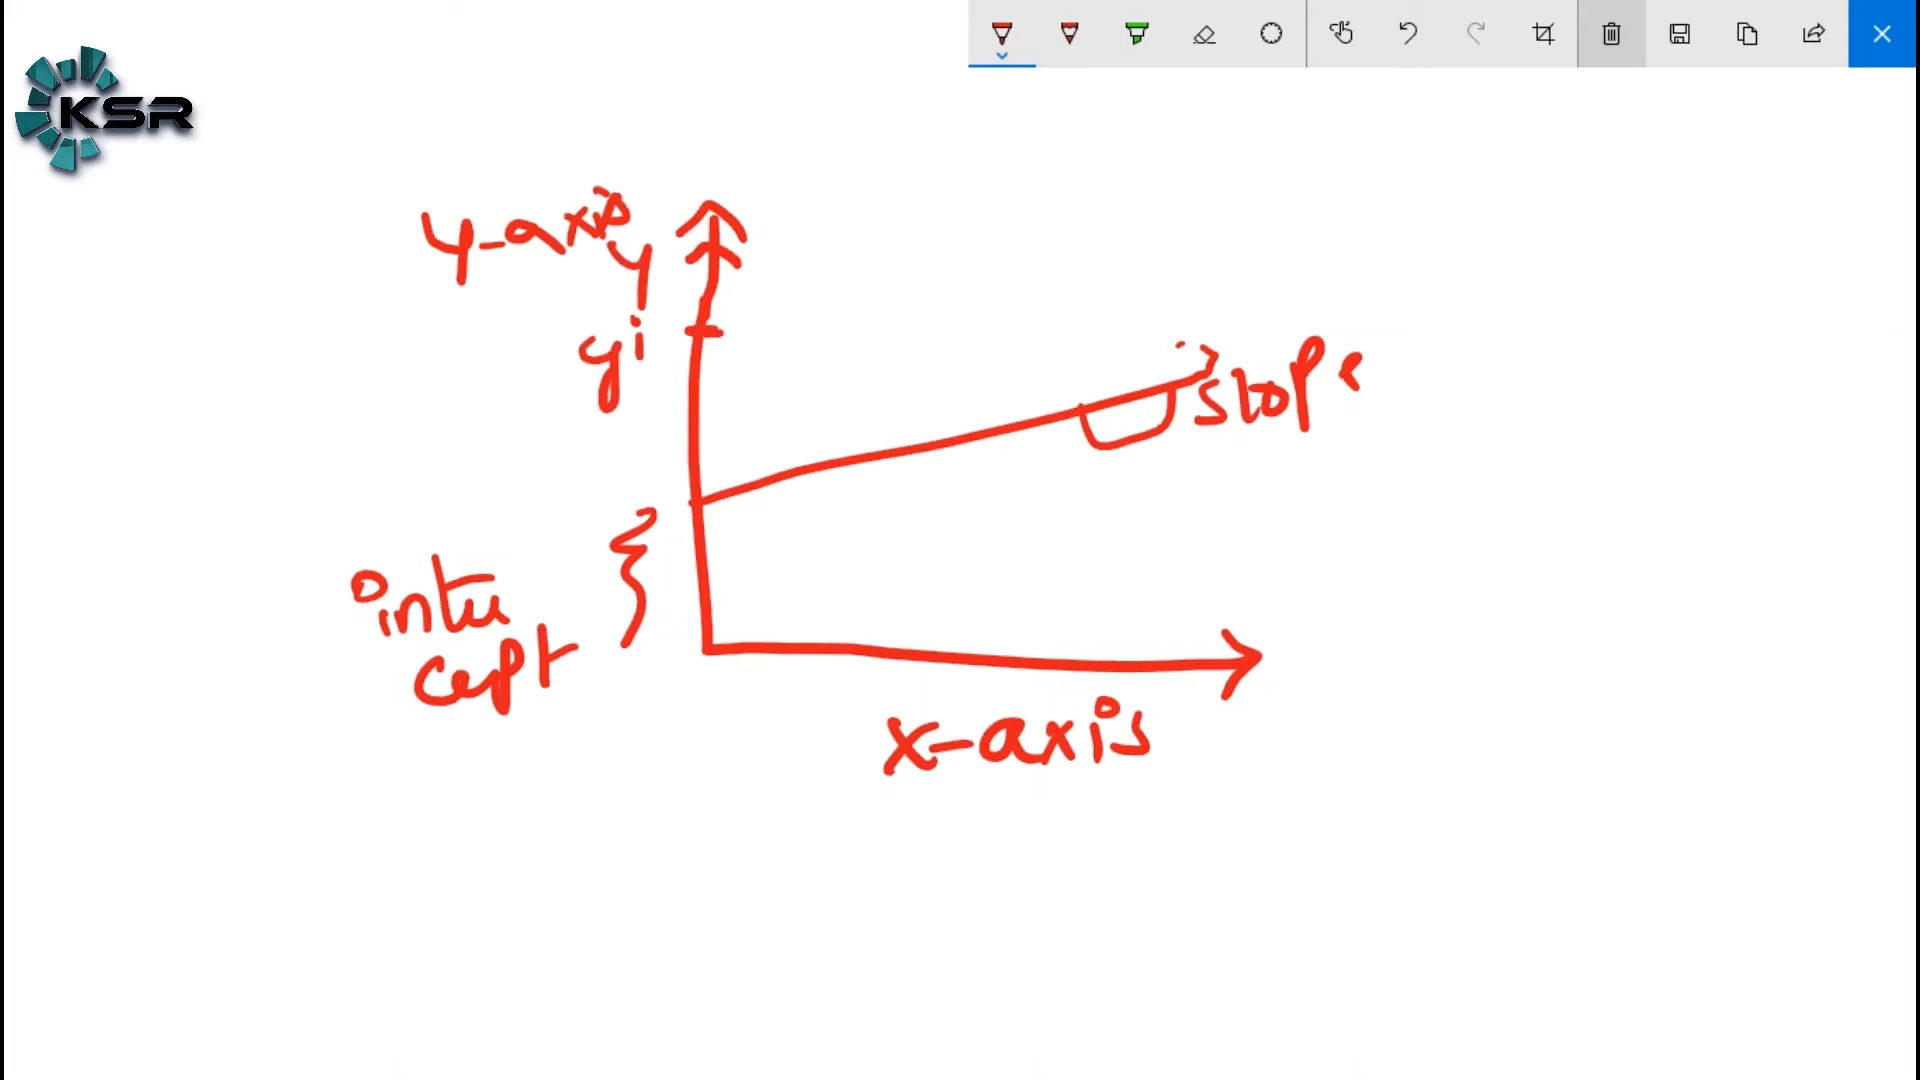 KSR
y-axis
y
yi
slope
inter
cept
x-axis